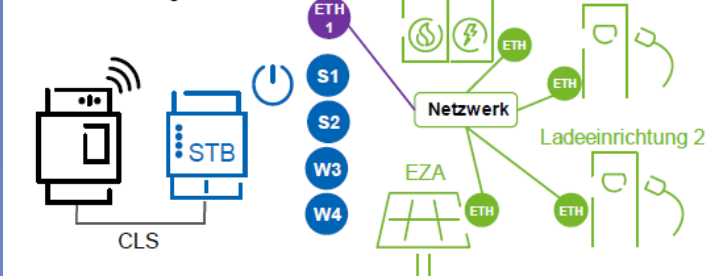 ETH
1
ETH
S1
ETH
Netzwerk
S2
Ladeeinrichtung 2
STB
W3
EZA
W4
ETH
ETH
CLS